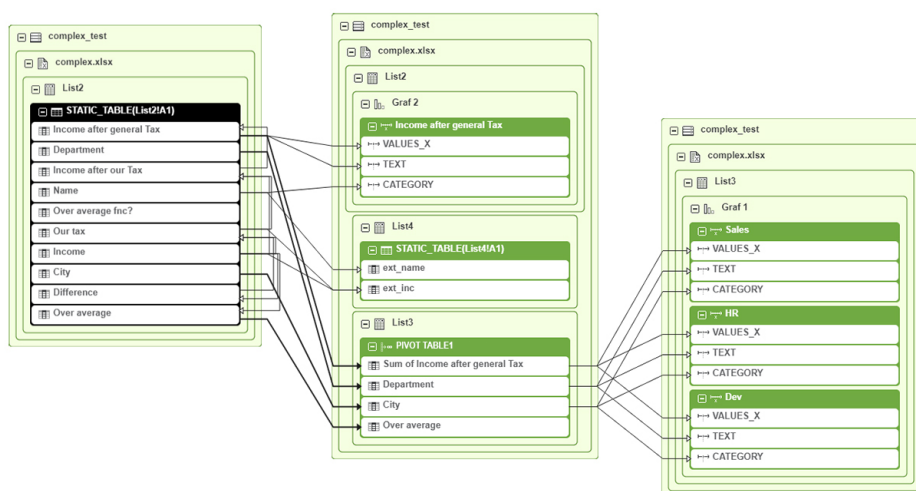 complex_test
complex.xlsx
List2
STATIC_TABLE(List2!A1)
Income after general Tax
Department
Income after our Tax
Name
Over average fnc?
Our tax
Income
City
Difference
Over average
complex_test
complex.xlsx
List2
Graf 2
Income after general Tax
VALUES_X
TEXT
CATEGORY
List4
STATIC_TABLE(List4!A1)
ext_name
ext_inc
List3
PIVOT TABLE1
Sum of Income after general Tax
Department
City
Over average
complex_test
complex.xlsx
List3
Graf 1
Sales
VALUES_X
TEXT
CATEGORY
HR
VALUES_X
TEXT
CATEGORY
Dev
VALUES_X
TEXT
CATEGORY